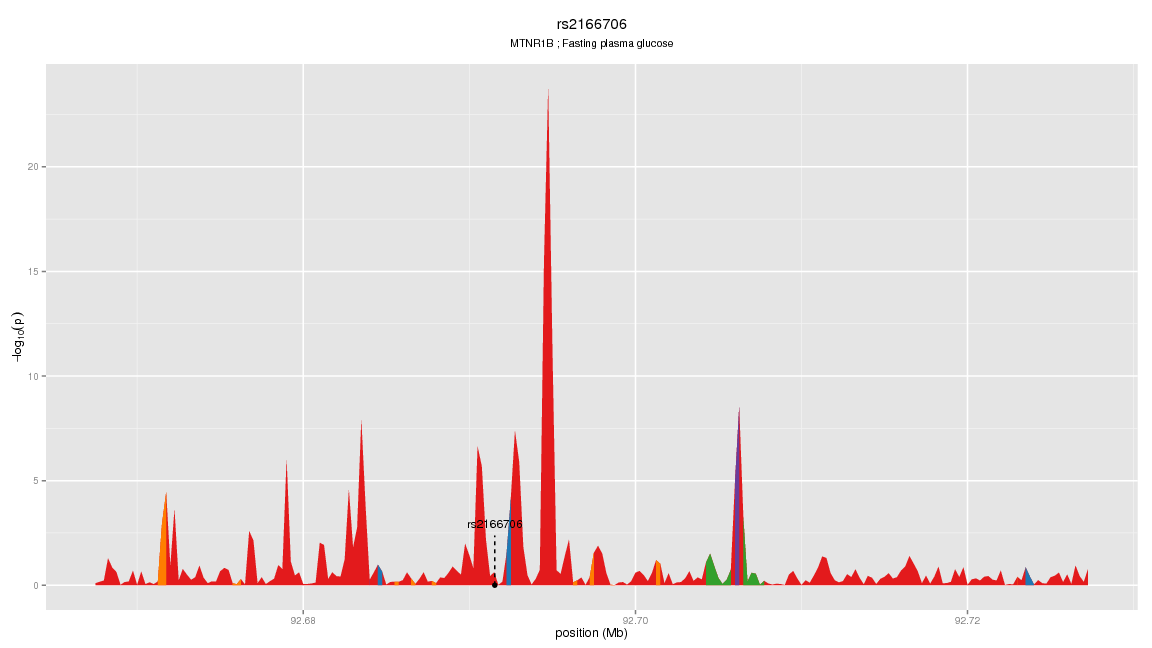 rs2166706
MTNR1B ; Fasting plasma glucose
−log10(p)
20
15
10
5
0
rs2166706
92.68
92.70
92.72
position (Mb)